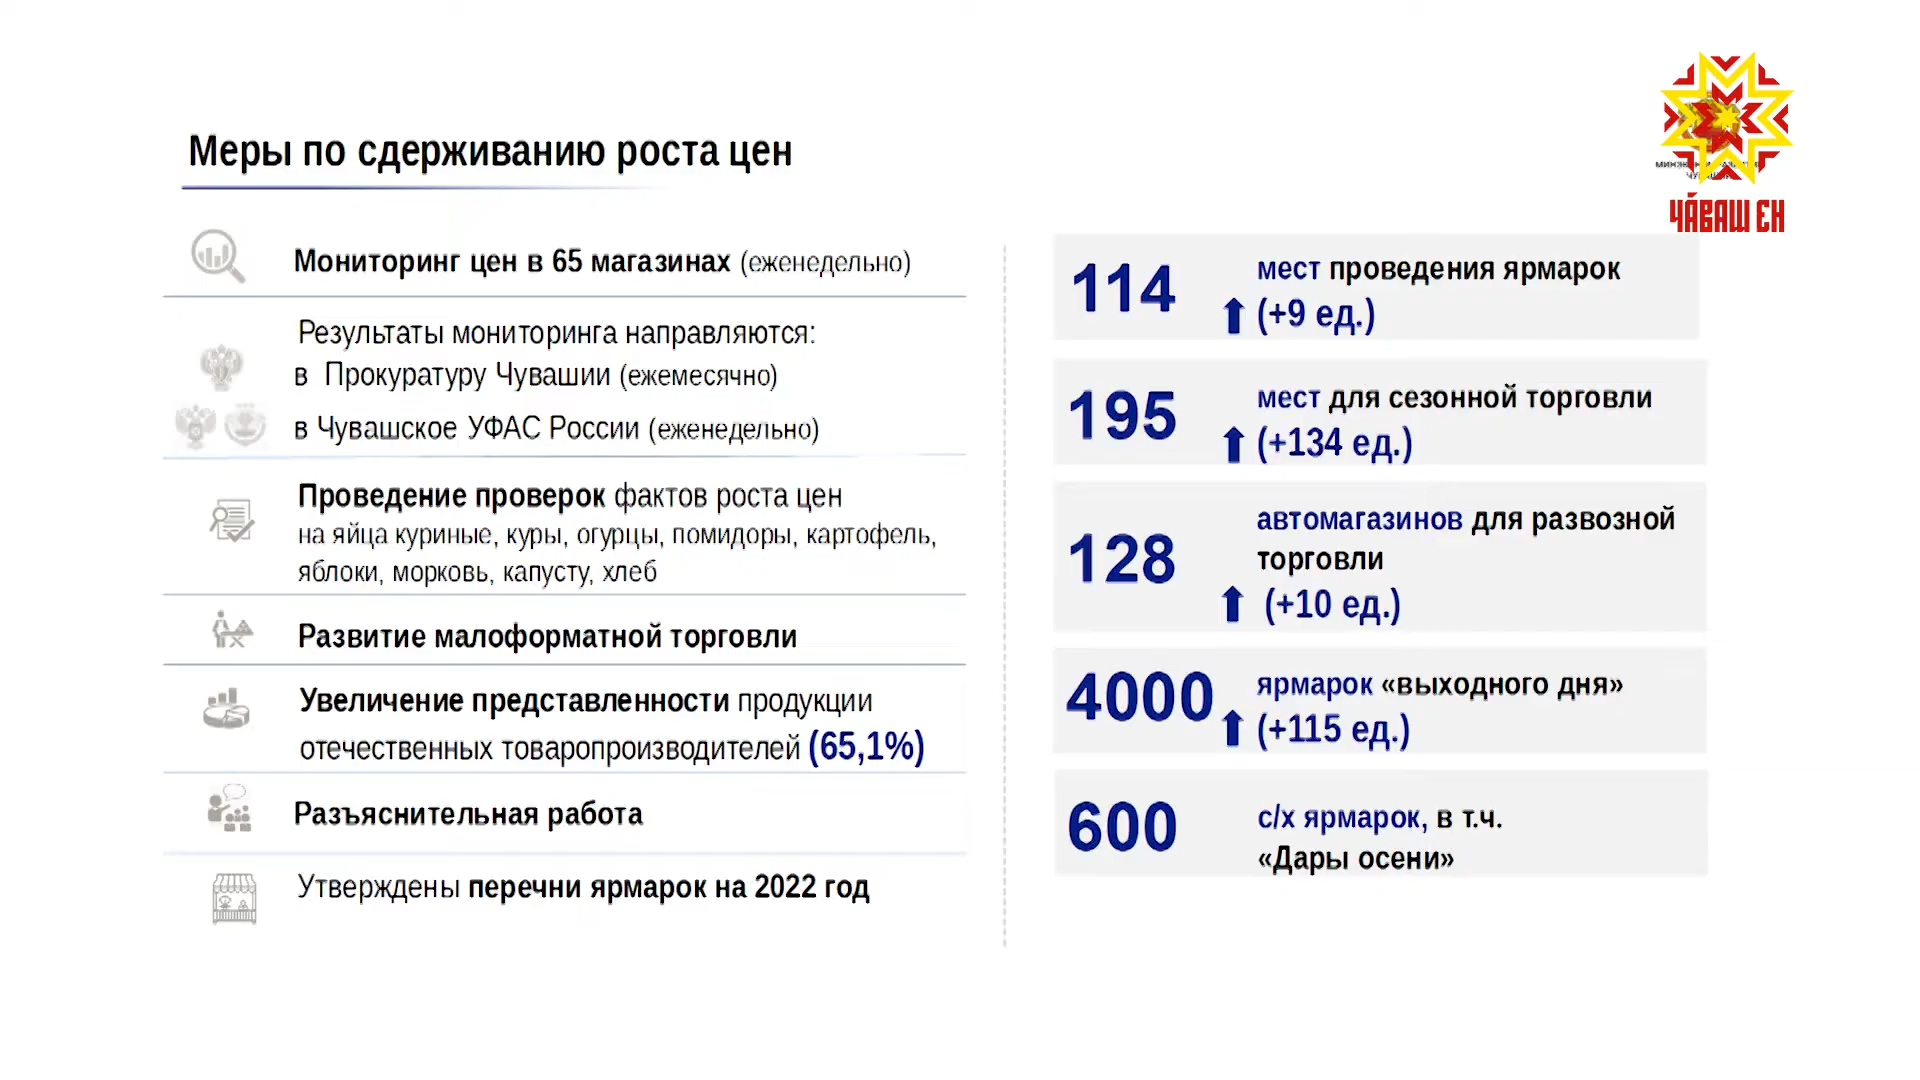 Меры по сдерживанию роста цен
ЧӐВАШ ЕН
Мониторинг цен в 65 магазинах (еженедельно)
Результаты мониторинга направляются:
в Прокуратуру Чувашии (ежемесячно)
в Чувашское УФАС России (еженедельно)
Проведение проверок фактов роста цен
на яйца куриные, куры, огурцы, помидоры, картофель,
яблоки, морковь, капусту, хлеб
Развитие малоформатной торговли
Увеличение представленности продукции
отечественных товаропроизводителей (65,1%)
Разъяснительная работа
Утверждены перечни ярмарок на 2022 год
114 мест проведения ярмарок
(+9 ед.)
195 мест для сезонной торговли
(+134 ед.)
128 автомагазинов для развозной
торговли
(+10 ед.)
4000 ярмарок «выходного дня»
(+115 ед.)
600 с/х ярмарок, в т.ч.
«Дары осени»